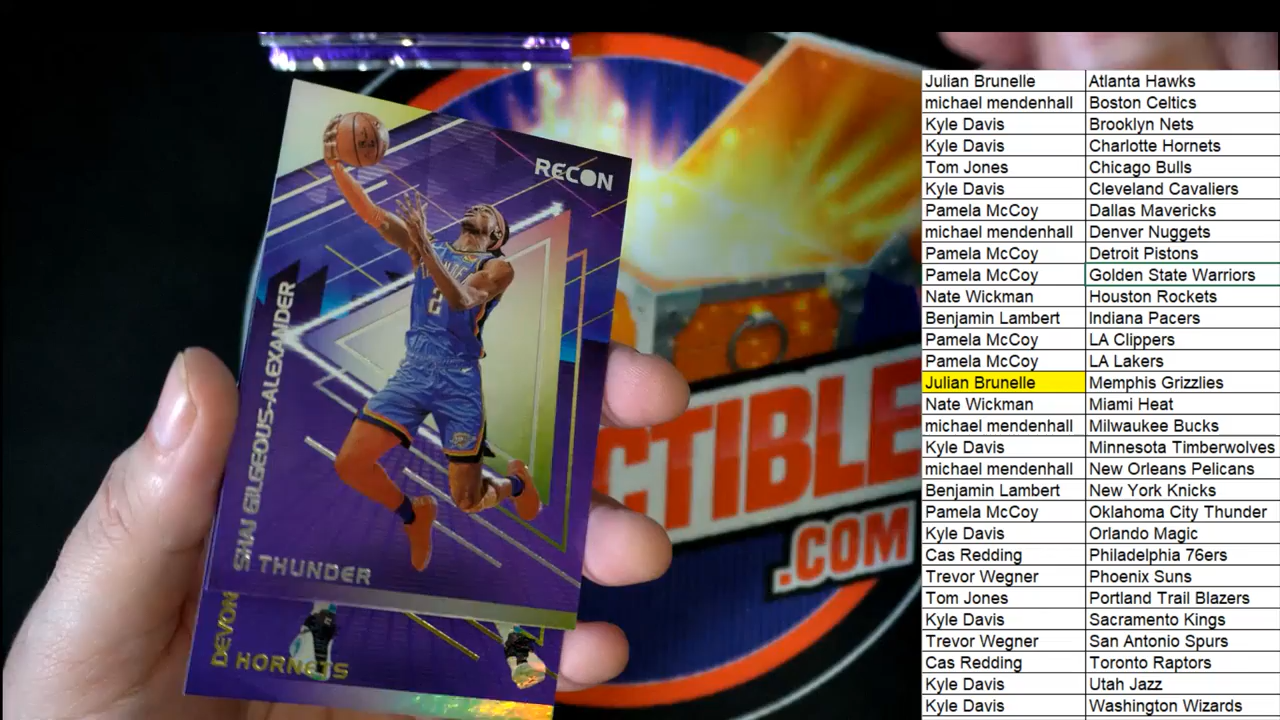 RECON
SHAI GILGEOUS-ALEXANDER
THUNDER
DEVON
HORNETS
CTIBLE
.COM
Julian Brunelle Atlanta Hawks
michael mendenhall Boston Celtics
Kyle Davis Brooklyn Nets
Kyle Davis Charlotte Hornets
Tom Jones Chicago Bulls
Kyle Davis Cleveland Cavaliers
Pamela McCoy Dallas Mavericks
michael mendenhall Denver Nuggets
Pamela McCoy Detroit Pistons
Pamela McCoy Golden State Warriors
Nate Wickman Houston Rockets
Benjamin Lambert Indiana Pacers
Pamela McCoy LA Clippers
Pamela McCoy LA Lakers
Julian Brunelle Memphis Grizzlies
Nate Wickman Miami Heat
michael mendenhall Milwaukee Bucks
Kyle Davis Minnesota Timberwolves
michael mendenhall New Orleans Pelicans
Benjamin Lambert New York Knicks
Pamela McCoy Oklahoma City Thunder
Kyle Davis Orlando Magic
Cas Redding Philadelphia 76ers
Trevor Wegner Phoenix Suns
Tom Jones Portland Trail Blazers
Kyle Davis Sacramento Kings
Trevor Wegner San Antonio Spurs
Cas Redding Toronto Raptors
Kyle Davis Utah Jazz
Kyle Davis Washington Wizards